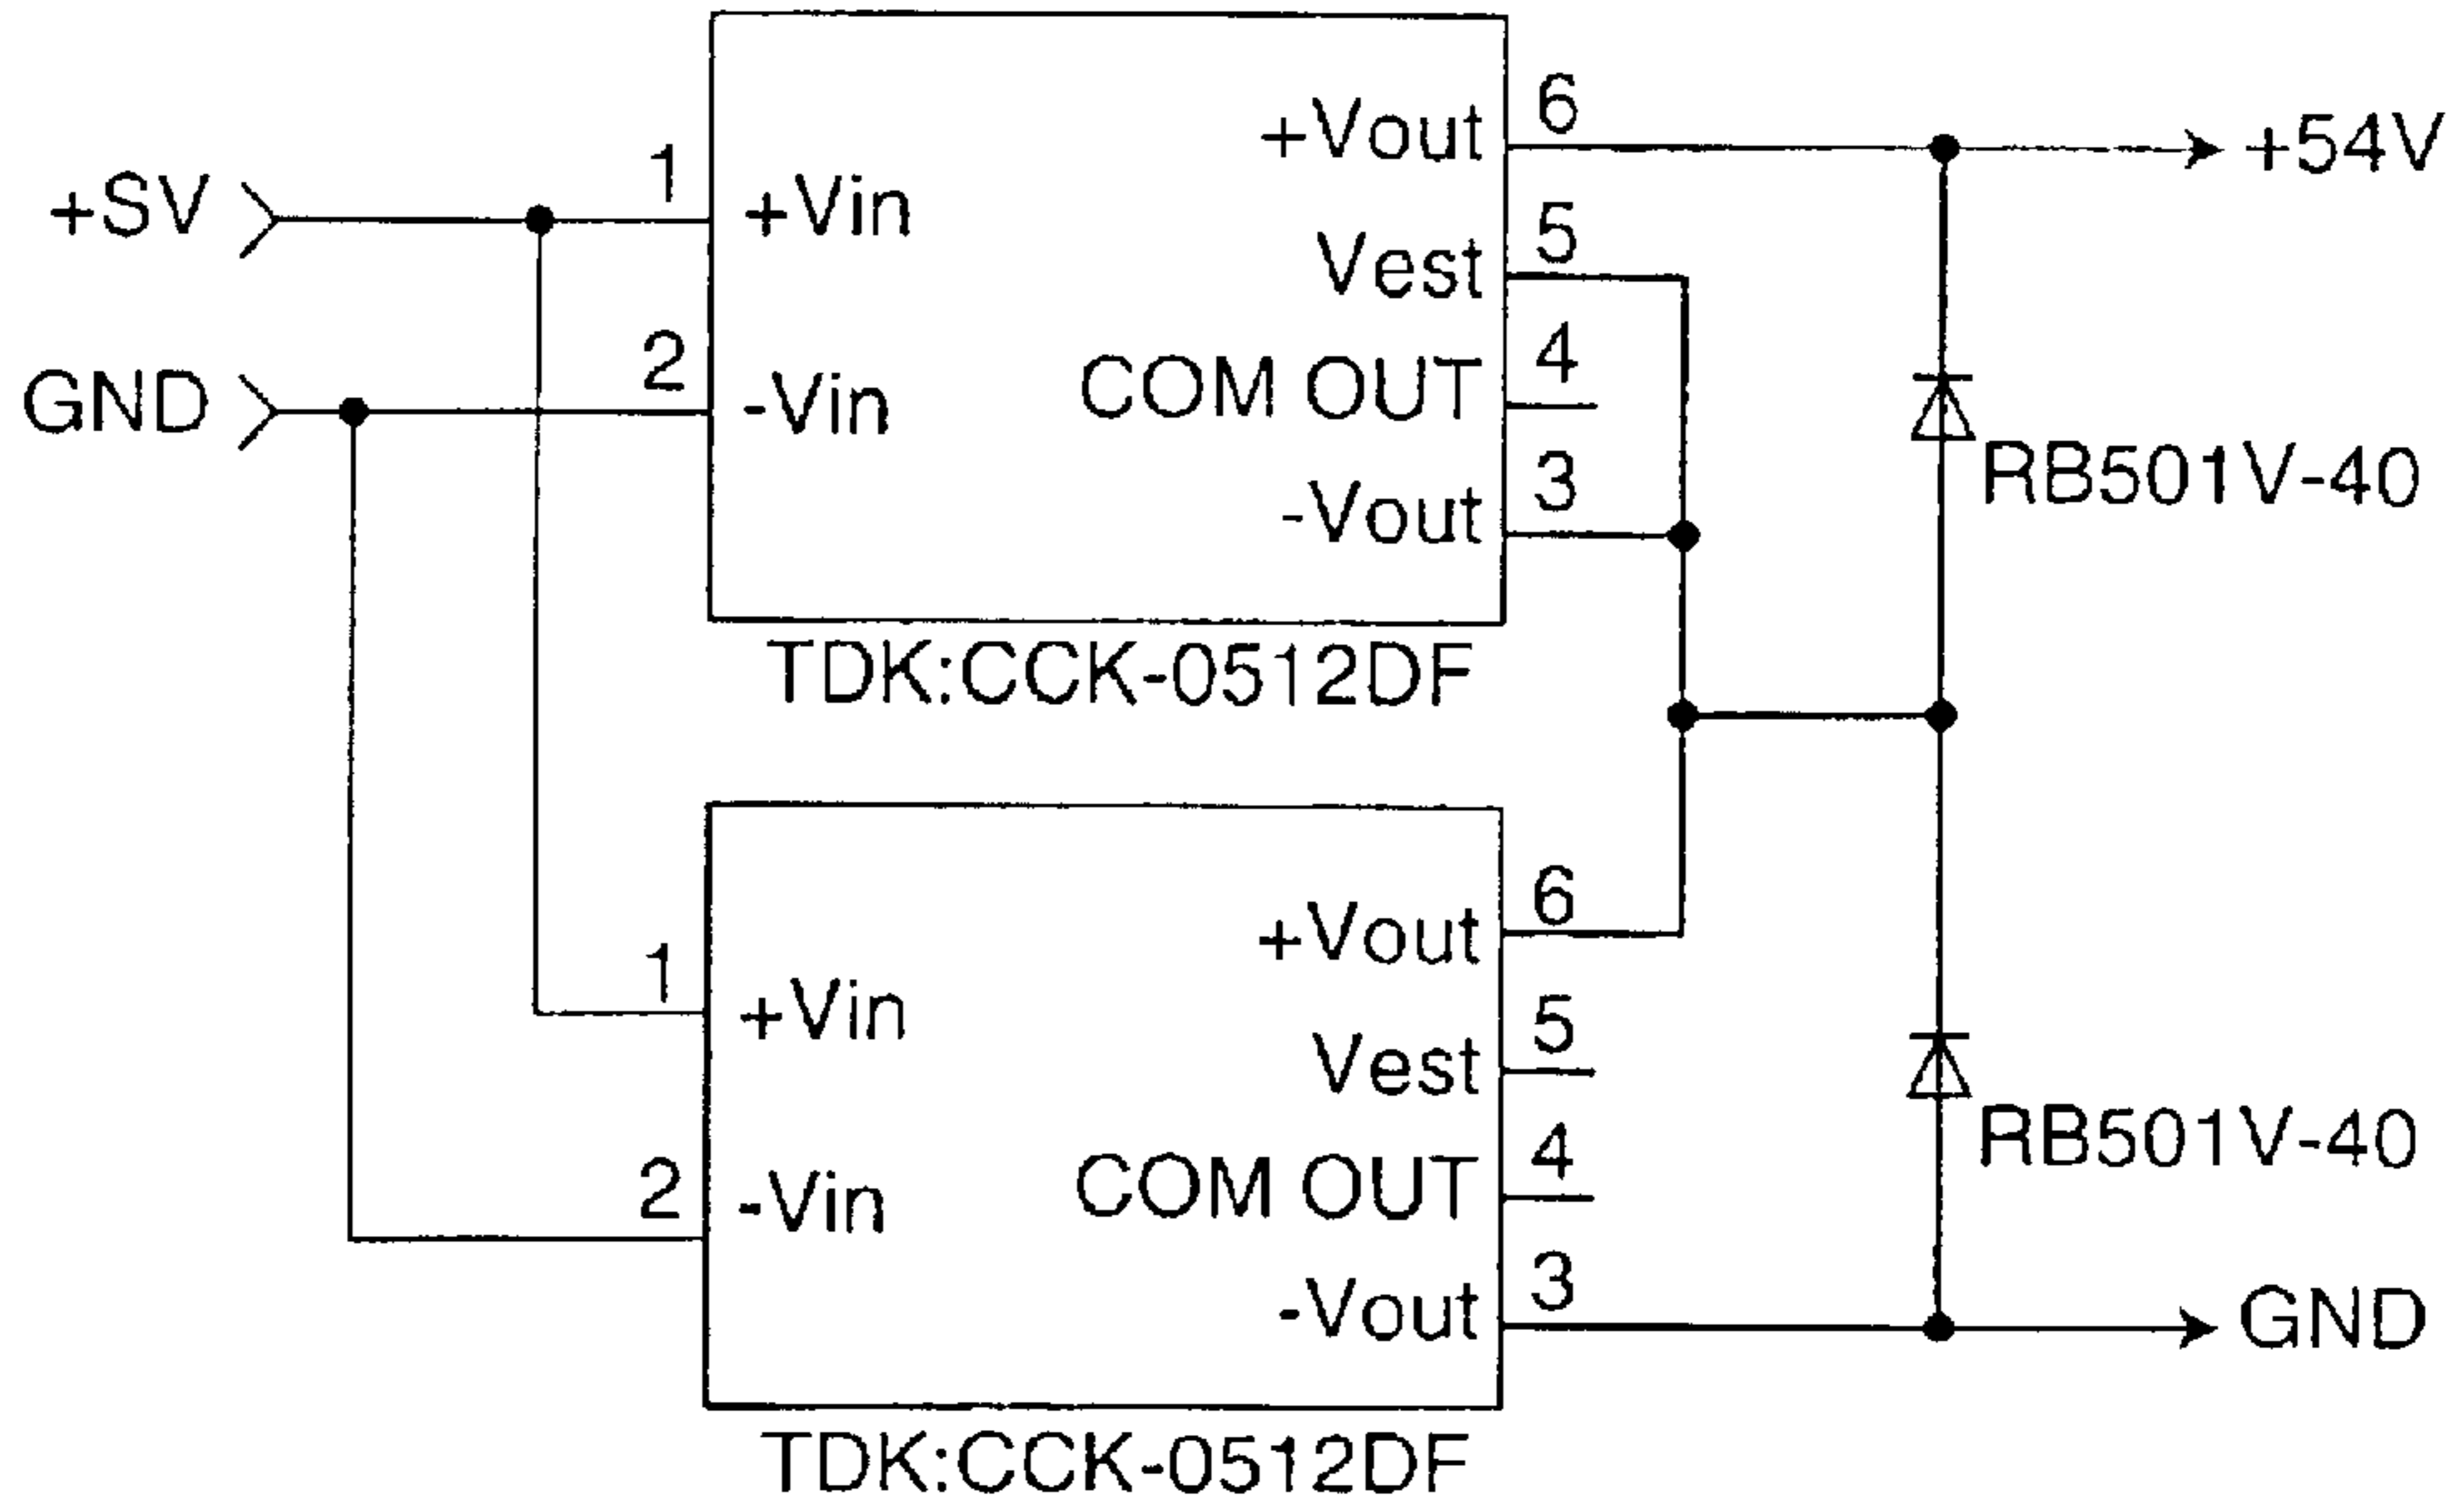 6
+Vout
+54V
1
+SV
+Vin
5
Vest
2
4
GND
-Vin
COM OUT
RB501V-40
3
-Vout
TDK:CCK-0512DF
6
+Vout
1
+Vin
5
Vest
4
RB501V-40
2
-Vin
COM OUT
3
-Vout
GND
TDK:CCK-0512DF